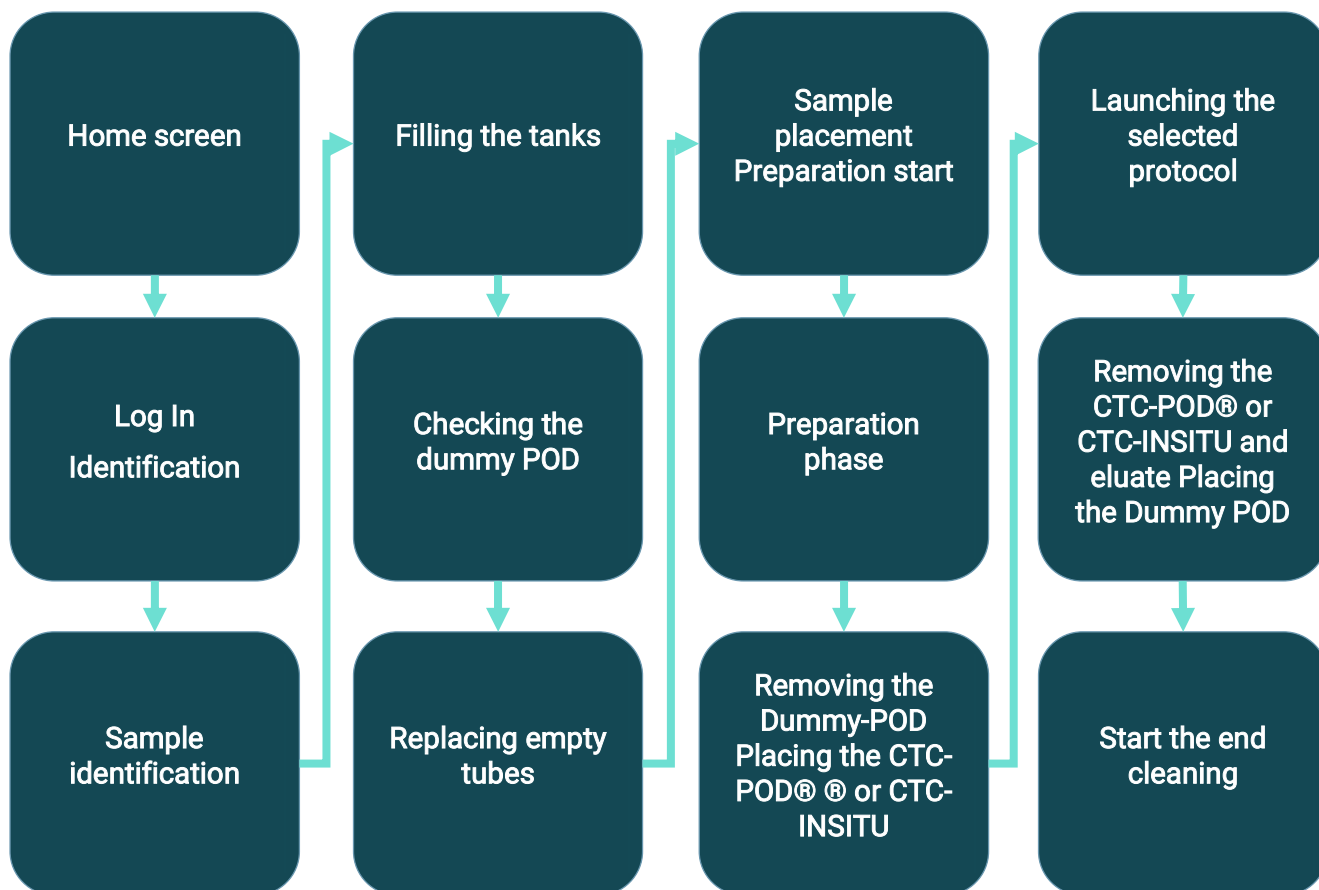 Home screen
Log In
Identification
Sample
identification
Filling the tanks
Checking the
dummy POD
Replacing empty
tubes
Sample
placement
Preparation start
Preparation
phase
Removing the
Dummy-POD
Placing the CTC-
POD® ® or CTC-
INSITU
Launching the
selected
protocol
Removing the
CTC-POD® or
CTC-INSITU and
eluate Placing
the Dummy POD
Start the end
cleaning